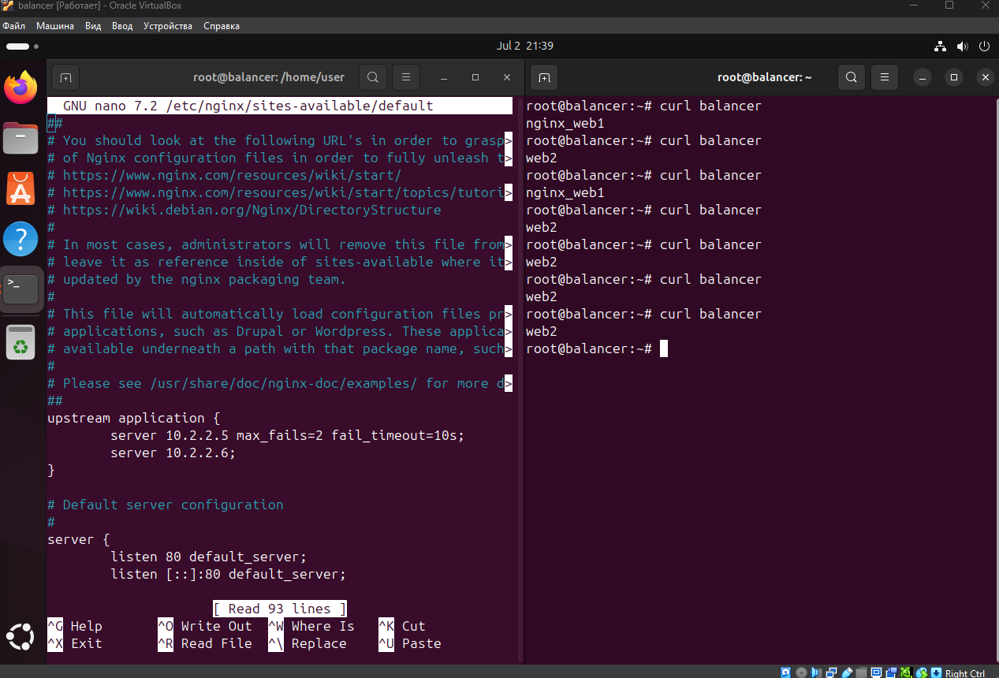 balancer [Работает] - Oracle VirtualBox
Файл Машина Вид Ввод Устройства Справка
Jul 2 21:39
root@balancer: /home/user
GNU nano 7.2 /etc/nginx/sites-available/default
##
# You should look at the following URL's in order to grasp>
# of Nginx configuration files in order to fully unleash t>
# https://www.nginx.com/resources/wiki/start/
# https://www.nginx.com/resources/wiki/start/topics/tutori>
# https://wiki.debian.org/Nginx/DirectoryStructure
#
# In most cases, administrators will remove this file from>
# leave it as reference inside of sites-available where it>
# updated by the nginx packaging team.
#
# This file will automatically load configuration files pr>
# applications, such as Drupal or Wordpress. These applica>
# available underneath a path with that package name, such>
#
# Please see /usr/share/doc/nginx-doc/examples/ for more d>
##
upstream application {
        server 10.2.2.5 max_fails=2 fail_timeout=10s;
        server 10.2.2.6;
}
# Default server configuration
#
server {
        listen 80 default_server;
        listen [::]:80 default_server;
[ Read 93 lines ]
^G Help ^O Write Out ^W Where Is ^K Cut
^X Exit ^R Read File ^\ Replace ^U Paste
root@balancer: ~
root@balancer:~# curl balancer
nginx_web1
root@balancer:~# curl balancer
web2
root@balancer:~# curl balancer
nginx_web1
root@balancer:~# curl balancer
web2
root@balancer:~# curl balancer
web2
root@balancer:~# curl balancer
web2
root@balancer:~# curl balancer
web2
root@balancer:~#
Right Ctrl